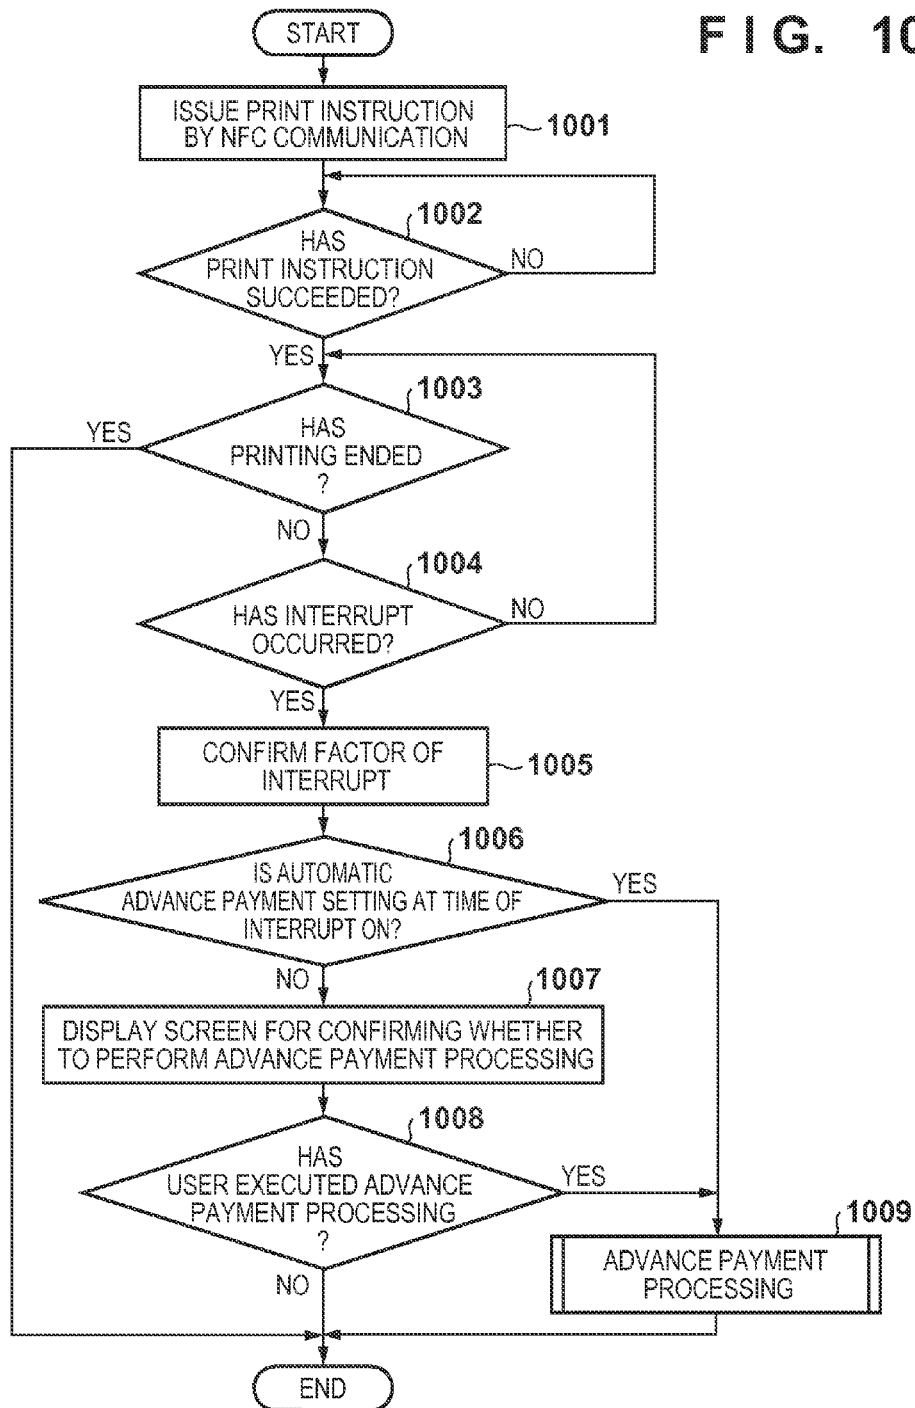 FIG. 10
START
ISSUE PRINT INSTRUCTION
BY NFC COMMUNICATION
1001
1002
HAS
PRINT INSTRUCTION
SUCCEEDED?
NO
YES
1003
HAS
PRINTING ENDED
?
YES
NO
1004
HAS INTERRUPT
OCCURRED?
NO
YES
CONFIRM FACTOR OF
INTERRUPT
1005
1006
IS AUTOMATIC
ADVANCE PAYMENT SETTING AT TIME OF
INTERRUPT ON?
YES
NO
1007
DISPLAY SCREEN FOR CONFIRMING WHETHER
TO PERFORM ADVANCE PAYMENT PROCESSING
1008
HAS
USER EXECUTED ADVANCE
PAYMENT PROCESSING
?
YES
NO
1009
ADVANCE PAYMENT
PROCESSING
END